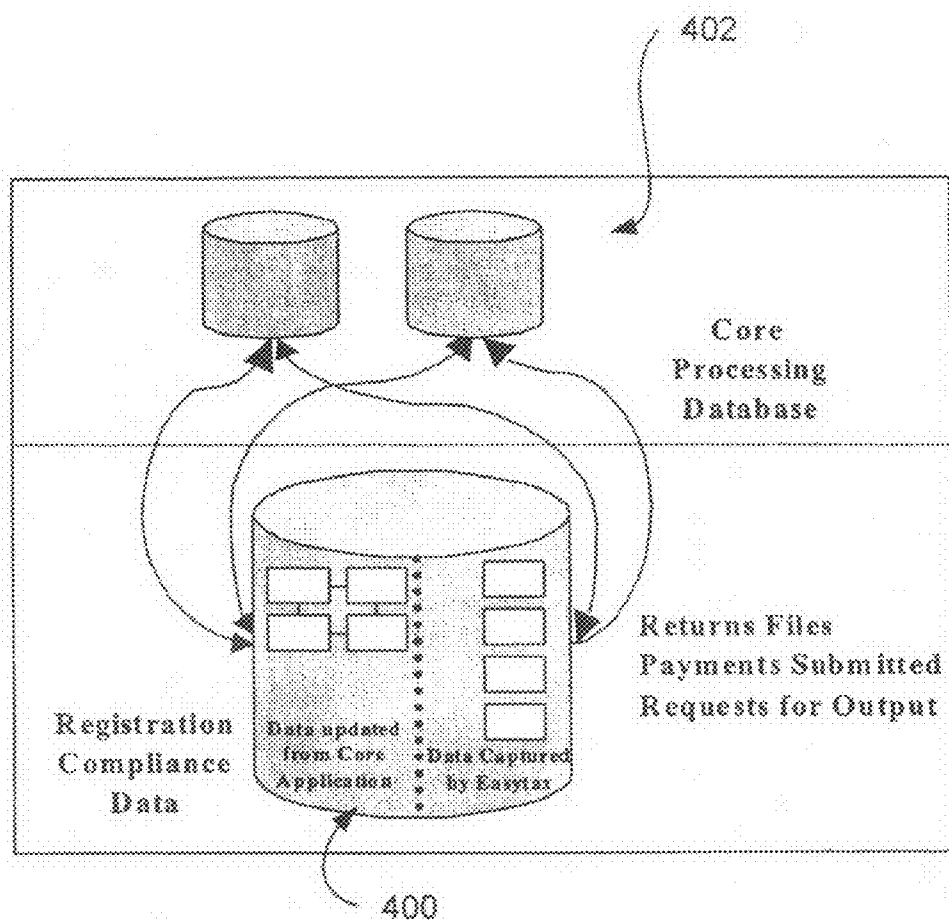 402
Core
Processing
Database
Returns Files
Payments Submitted
Requests for Output
Registration
Compliance
Data
Data updated
from Core
Application
Data Captured
by Easytax
400